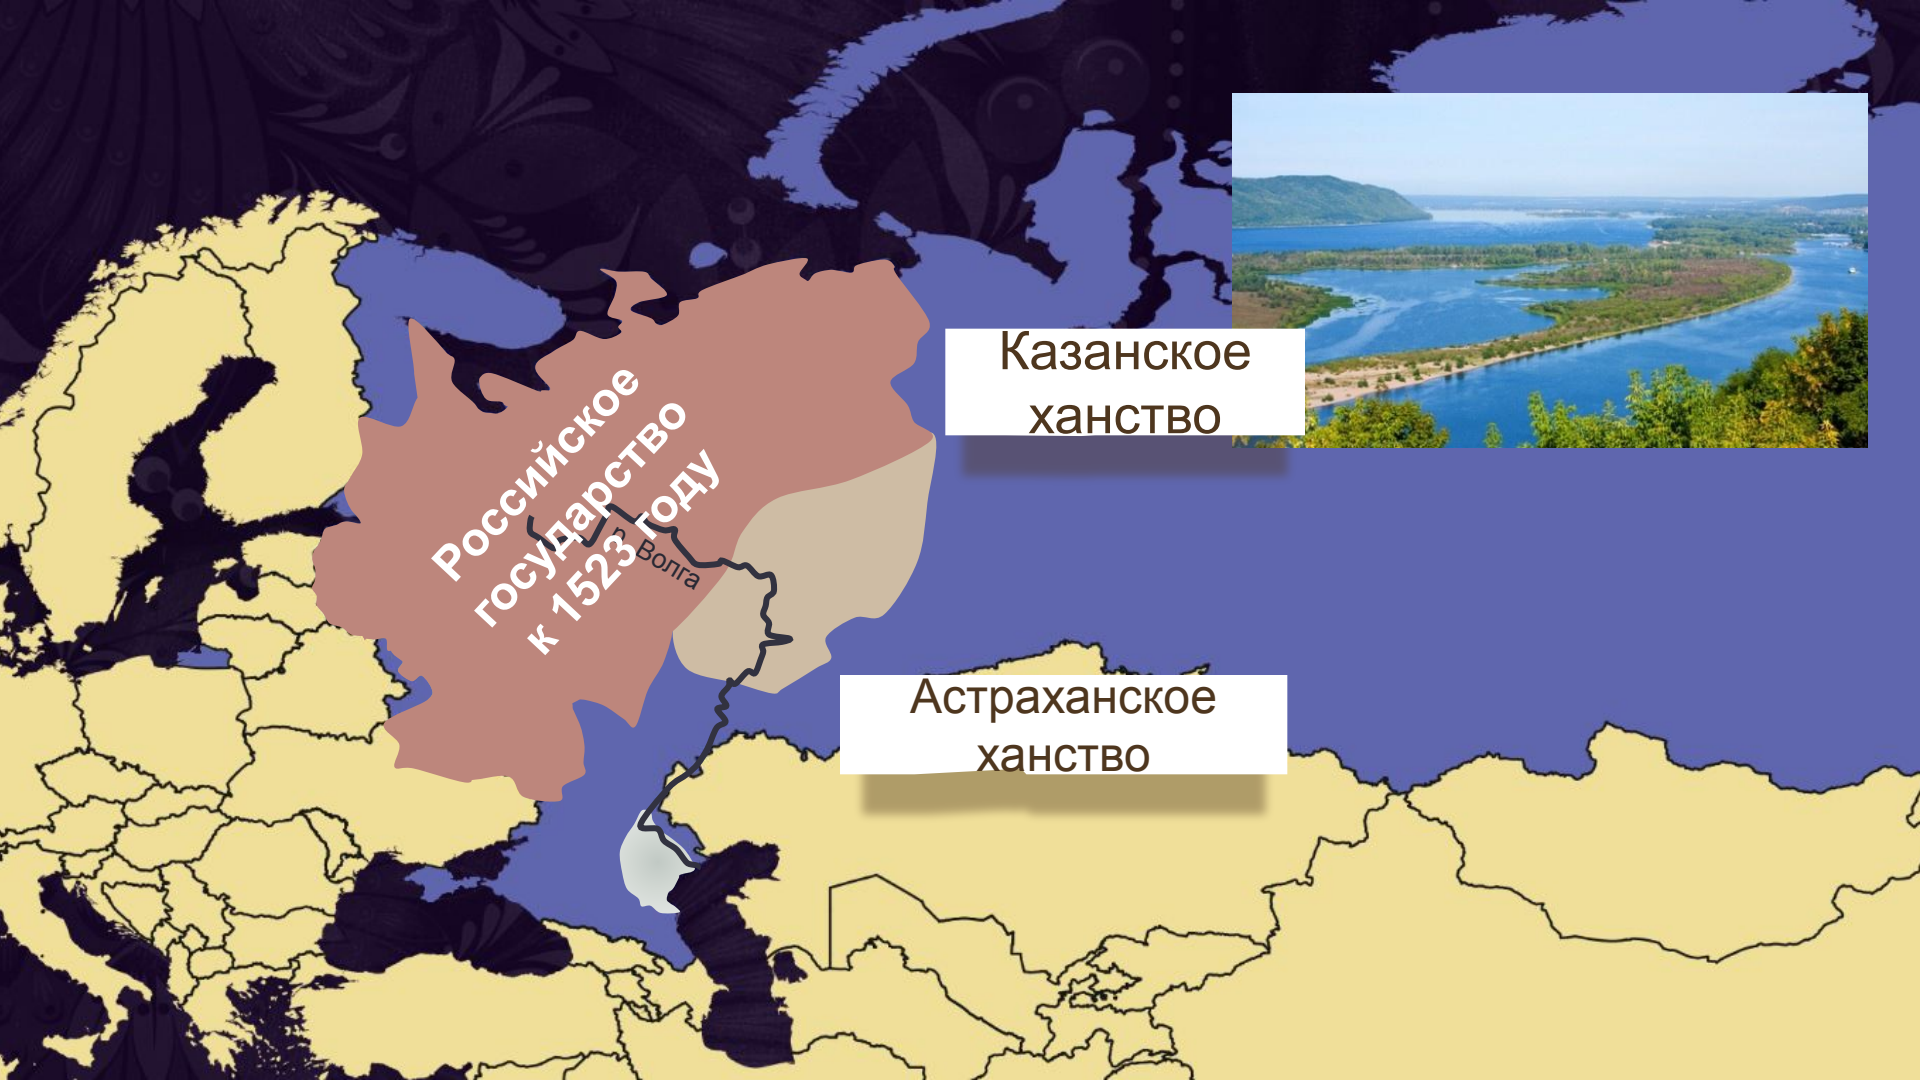 Российское
государство
к 1523 году
р. Волга
Казанское
ханство
Астраханское
ханство